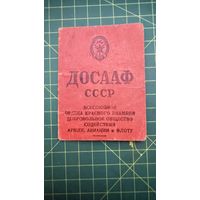 ДОСААФ
СССР
ВСЕСОЮЗНОЕ
ОРДЕНА КРАСНОГО ЗНАМЕНИ
ДОБРОВОЛЬНОЕ ОБЩЕСТВО
СОДЕЙСТВИЯ
АРМИИ, АВИАЦИИ И ФЛОТУ